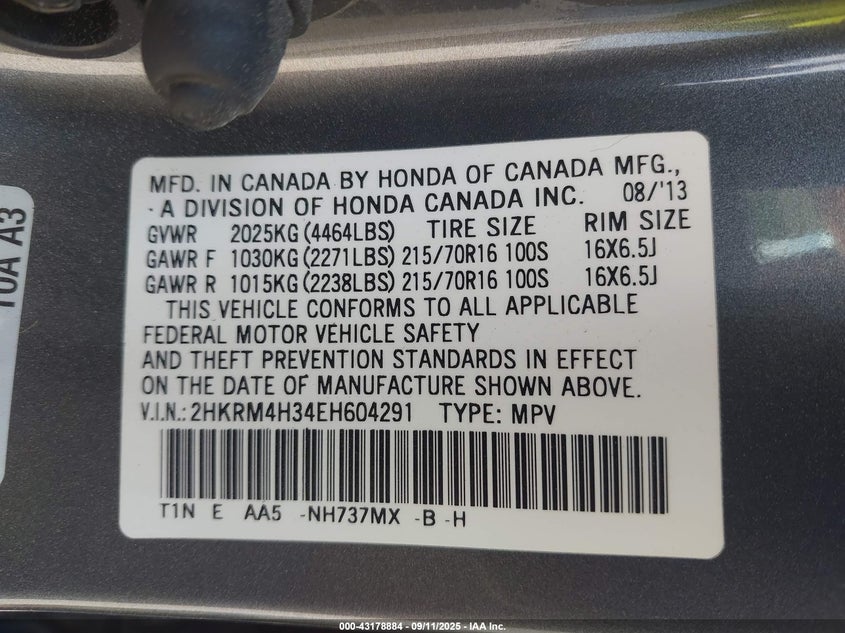 MFD. IN CANADA BY HONDA OF CANADA MFG.,
A DIVISION OF HONDA CANADA INC. 08/'13
GVWR 2025KG (4464LBS) TIRE SIZE RIM SIZE
GAWR F 1030KG (2271LBS) 215/70R16 100S 16X6.5J
GAWR R 1015KG (2238LBS) 215/70R16 100S 16X6.5J
THIS VEHICLE CONFORMS TO ALL APPLICABLE
FEDERAL MOTOR VEHICLE SAFETY
AND THEFT PREVENTION STANDARDS IN EFFECT
ON THE DATE OF MANUFACTURE SHOWN ABOVE.
V.I.N.: 2HKRM4H34EH604291 TYPE: MPV
T1N E AA5 -NH737MX -B -H
A3
000-43178884 - 09/11/2025 - IAA Inc.